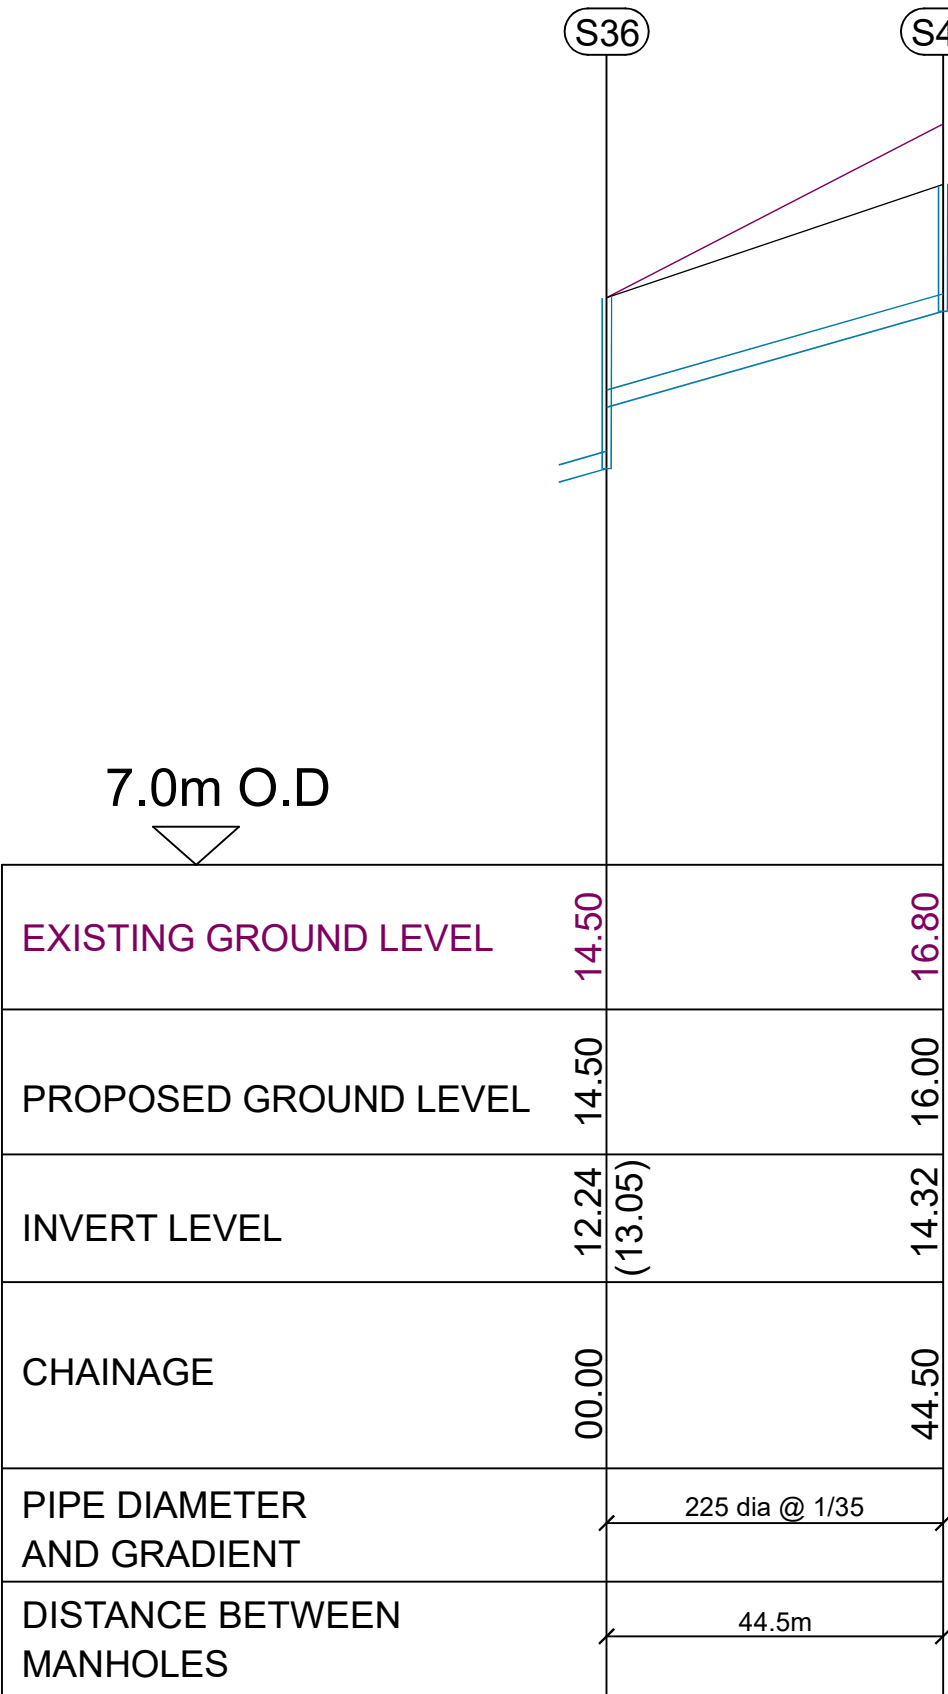 S36
S4
7.0m O.D
EXISTING GROUND LEVEL 14.50 16.80
PROPOSED GROUND LEVEL 14.50 16.00
INVERT LEVEL 12.24 (13.05) 14.32
CHAINAGE 00.00 44.50
PIPE DIAMETER
AND GRADIENT
225 dia @ 1/35
DISTANCE BETWEEN
MANHOLES
44.5m